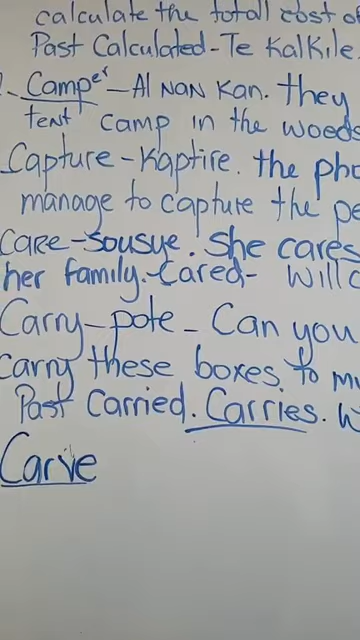 calculate the total cost of
Past Calculated-Te Kalkile.
Camper - Al NAN Kan. they
tent camp in the woods
Capture - Kaptire. the
manage to capture the
CARE-Sousye. She cares
her family.-Cared- Will
Carry-pote - Can you
carry these boxes. to
Past Carried. Carries.
Carve